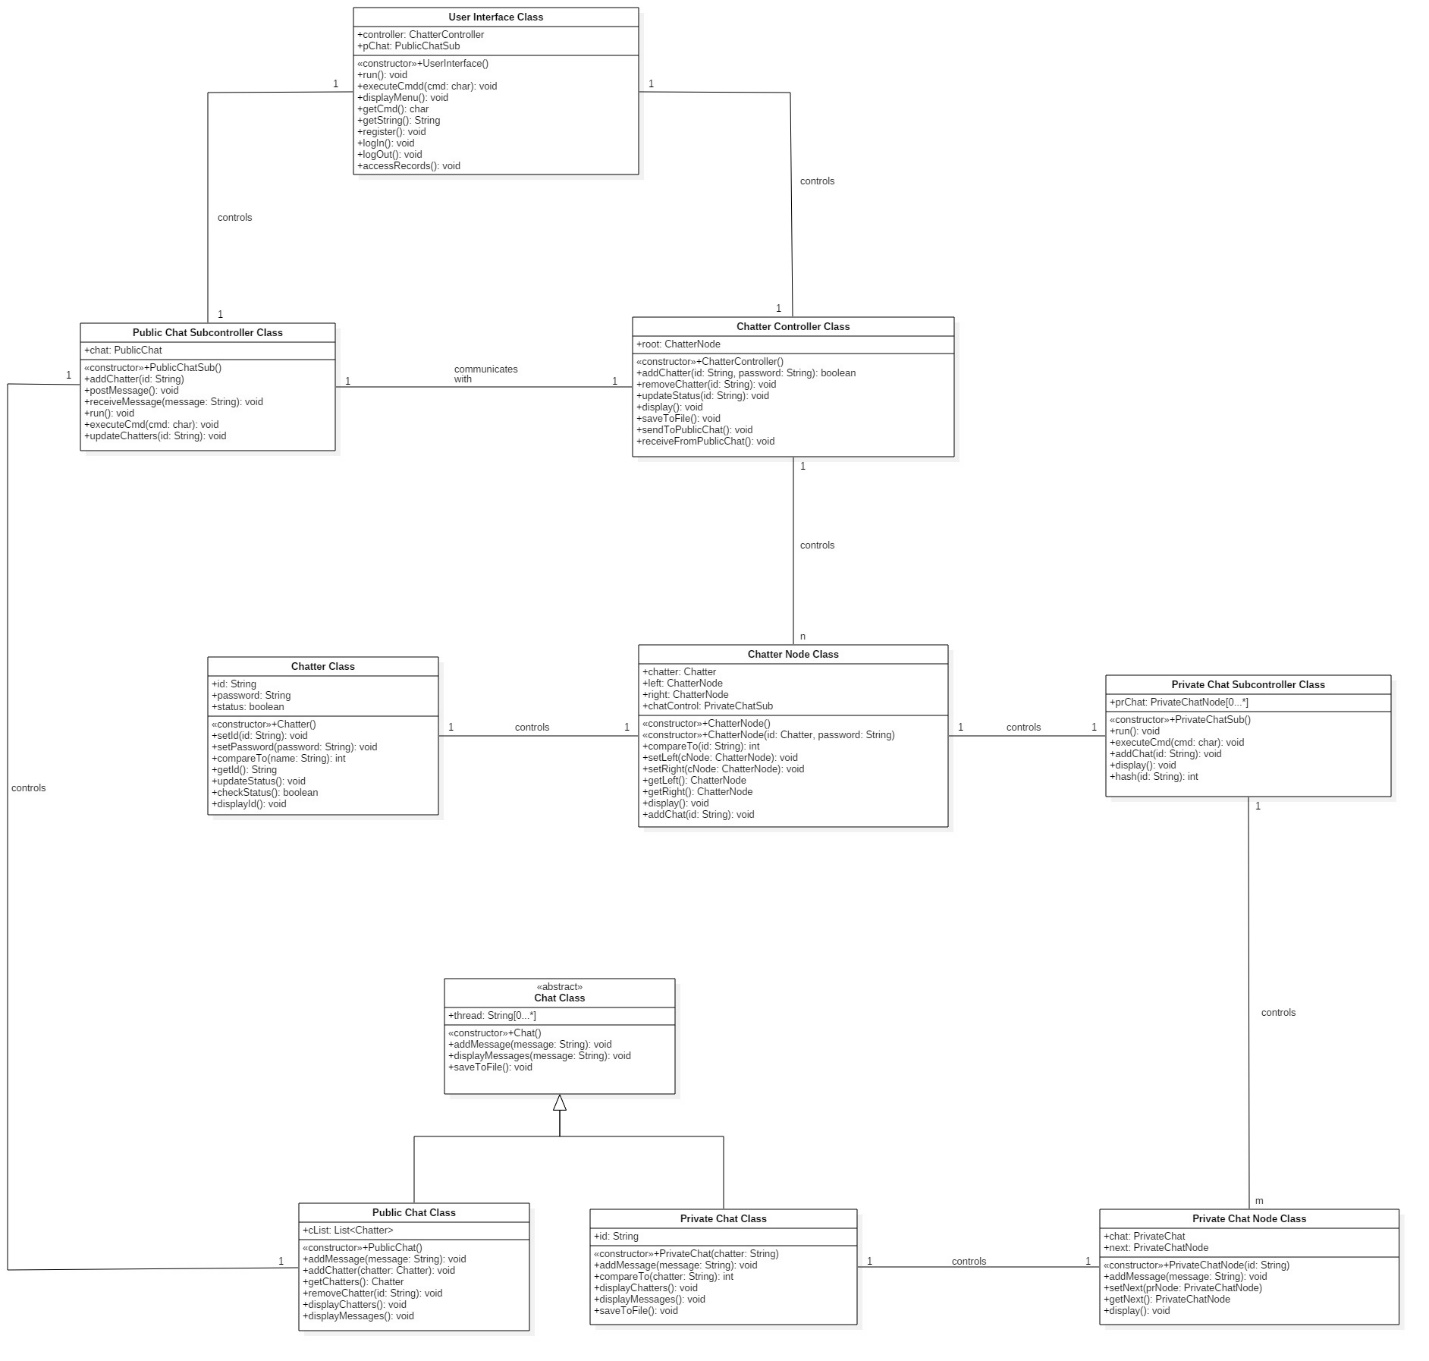 User Interface Class
+controller: ChatterController
+pChat: PublicChatSub
«constructor»+UserInterface()
+run(): void
+executeCmdd(cmd: char): void
+displayMenu(): void
+getCmd(): char
+getString(): String
+register(): void
+logIn(): void
+logOut(): void
+accessRecords(): void
1
1
controls
controls
1
1
Public Chat Subcontroller Class
+chat: PublicChat
«constructor»+PublicChatSub()
+addChatter(id: String)
+postMessage(): void
+receiveMessage(message: String): void
+run(): void
+executeCmd(cmd: char): void
+updateChatters(id: String): void
1
1
communicates
with
1
Chatter Controller Class
+root: ChatterNode
«constructor»+ChatterController()
+addChatter(id: String, password: String): boolean
+removeChatter(id: String): void
+updateStatus(id: String): void
+display(): void
+saveToFile(): void
+sendToPublicChat(): void
+receiveFromPublicChat(): void
1
controls
n
Chatter Class
+id: String
+password: String
+status: boolean
«constructor»+Chatter()
+setId(id: String): void
+setPassword(password: String): void
+compareTo(name: String): int
+getId(): String
+updateStatus(): void
+checkStatus(): boolean
+displayId(): void
1
controls
1
Chatter Node Class
+chatter: Chatter
+left: ChatterNode
+right: ChatterNode
+chatControl: PrivateChatSub
«constructor»+ChatterNode()
«constructor»+ChatterNode(id: Chatter, password: String)
+compareTo(id: String): int
+setLeft(cNode: ChatterNode): void
+setRight(cNode: ChatterNode): void
+getLeft(): ChatterNode
+getRight(): ChatterNode
+display(): void
+addChat(id: String): void
1
controls
1
Private Chat Subcontroller Class
+prChat: PrivateChatNode[0...*]
«constructor»+PrivateChatSub()
+run(): void
+executeCmd(cmd: char): void
+addChat(id: String): void
+display(): void
+hash(id: String): int
1
controls
controls
m
«abstract»
Chat Class
+thread: String[0...*]
«constructor»+Chat()
+addMessage(message: String): void
+displayMessages(message: String): void
+saveToFile(): void
1
Public Chat Class
+cList: List<Chatter>
«constructor»+PublicChat()
+addMessage(message: String): void
+addChatter(chatter: Chatter): void
+getChatters(): Chatter
+removeChatter(id: String): void
+displayChatters(): void
+displayMessages(): void
Private Chat Class
+id: String
«constructor»+PrivateChat(chatter: String)
+addMessage(message: String): void
+compareTo(chatter: String): int
+displayChatters(): void
+displayMessages(): void
+saveToFile(): void
1
controls
1
Private Chat Node Class
+chat: PrivateChat
+next: PrivateChatNode
«constructor»+PrivateChatNode(id: String)
+addMessage(message: String): void
+setNext(prNode: PrivateChatNode)
+getNext(): PrivateChatNode
+display(): void